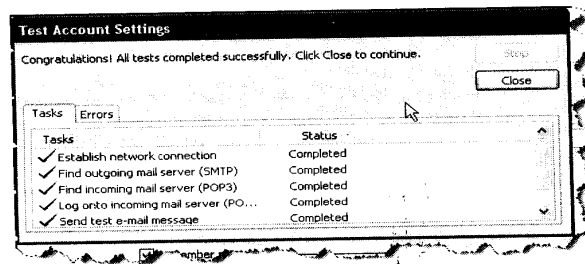 Test Account Settings
Congratulations! All tests completed successfully. Click Close to continue.
Stop
Close
Tasks Errors
Tasks Status
Establish network connection Completed
Find outgoing mail server (SMTP) Completed
Find incoming mail server (POP3) Completed
Log onto incoming mail server (PO... Completed
Send test e-mail message Completed